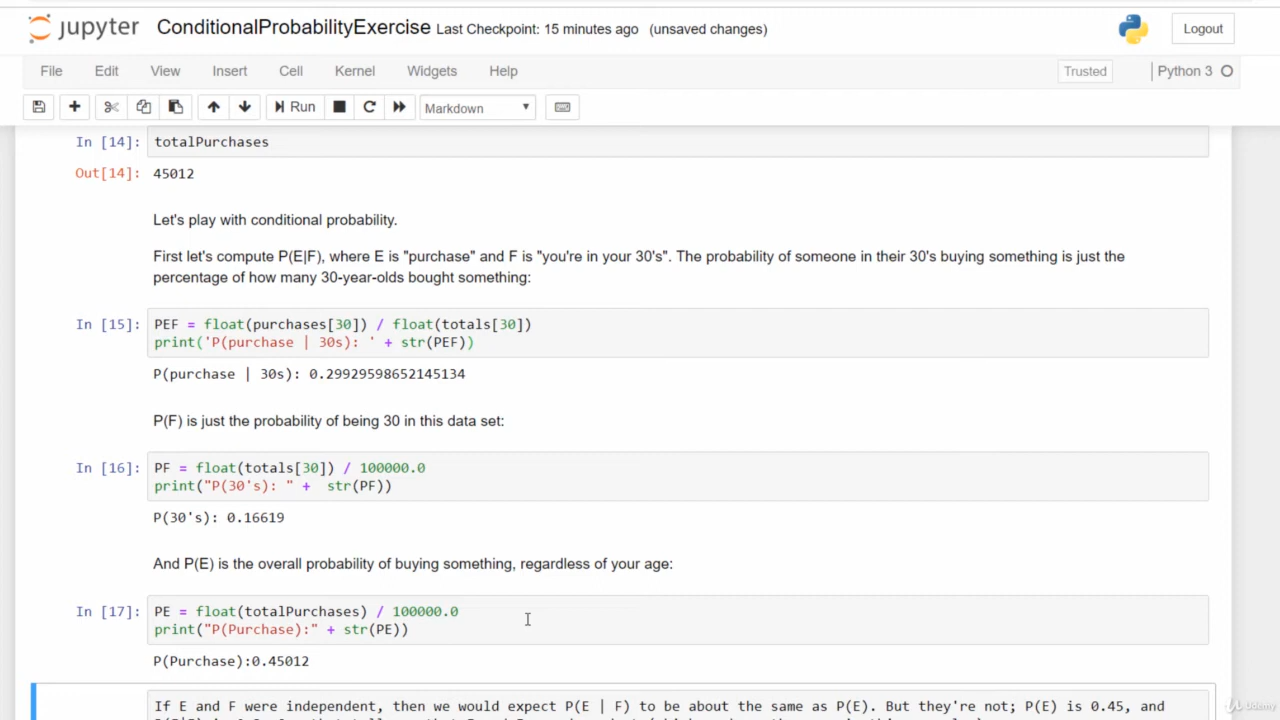 jupyter ConditionalProbabilityExercise Last Checkpoint: 15 minutes ago (unsaved changes) Logout
File Edit View Insert Cell Kernel Widgets Help Trusted Python 3
Run Markdown
In [14]: totalPurchases
Out[14]: 45012
Let's play with conditional probability.
First let's compute P(E|F), where E is "purchase" and F is "you're in your 30's". The probability of someone in their 30's buying something is just the
percentage of how many 30-year-olds bought something:
In [15]: PEF = float(purchases[30]) / float(totals[30])
print('P(purchase | 30s): ' + str(PEF))
P(purchase | 30s): 0.29929598652145134
P(F) is just the probability of being 30 in this data set:
In [16]: PF = float(totals[30]) / 100000.0
print("P(30's): " +  str(PF))
P(30's): 0.16619
And P(E) is the overall probability of buying something, regardless of your age:
In [17]: PE = float(totalPurchases) / 100000.0
print("P(Purchase):" + str(PE))
P(Purchase):0.45012
If E and F were independent, then we would expect P(E | F) to be about the same as P(E). But they're not; P(E) is 0.45, and
Udemy